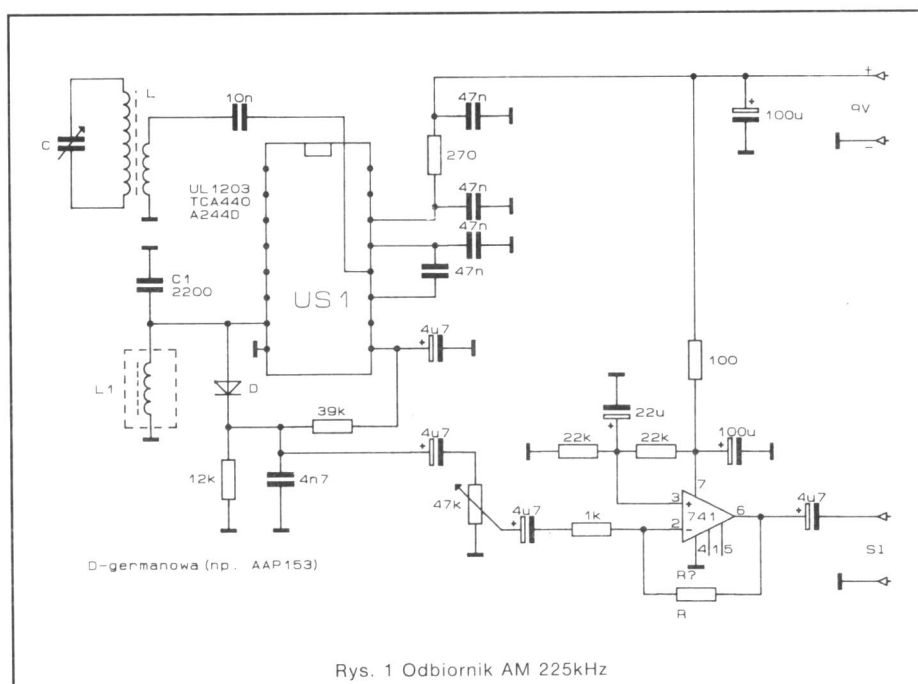 L
C
10n
47n
270
47n
47n
47n
100u
+
9V
-
UL1203
TCA440
A244D
US1
C1
2200
L1
D
39k
+
4u7
12k
4n7
+
4u7
47k
+
4u7
1k
22k
22u
+
22k
100
+
100u
7
3
+
741
6
2
-
4
1
5
R?
R
+
4u7
S1
D-germanowa (np. AAP153)
Rys. 1 Odbiornik AM 225kHz